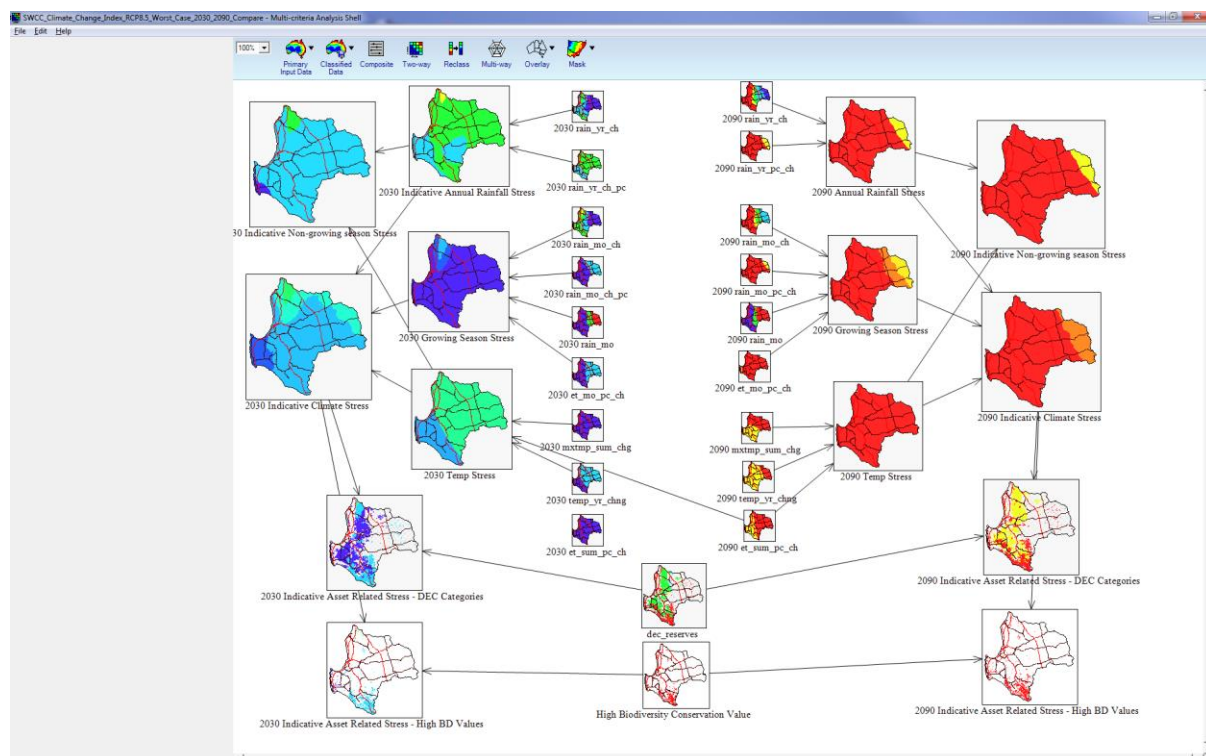 SWCC_Climate_Change_Index_RCP8.5_Worst_Case_2030_2090_Compare - Multi-criteria Analysis Shell
File Edit Help
100%
Primary Input Data
Classified Data
Composite
Two-way
Reclass
Multi-way
Overlay
Mask
30 Indicative Non-growing season Stress
2030 Indicative Annual Rainfall Stress
2030 rain_yr_ch
2030 rain_yr_ch_pc
2090 rain_yr_ch
2090 rain_yr_pc_ch
2090 Annual Rainfall Stress
2090 Indicative Non-growing season Stress
2030 Indicative Climate Stress
2030 Growing Season Stress
2030 rain_mo_ch
2030 rain_mo_ch_pc
2030 rain_mo
2030 et_mo_pc_ch
2090 rain_mo_ch
2090 rain_mo_pc_ch
2090 rain_mo
2090 et_mo_pc_ch
2090 Growing Season Stress
2090 Indicative Climate Stress
2030 Temp Stress
2030 mxtmp_sum_chg
2030 temp_yr_chng
2030 et_sum_pc_ch
2090 mxtmp_sum_chg
2090 temp_yr_chng
2090 et_sum_pc_ch
2090 Temp Stress
2030 Indicative Asset Related Stress - DEC Categories
dec_reserves
2090 Indicative Asset Related Stress - DEC Categories
2030 Indicative Asset Related Stress - High BD Values
High Biodiversity Conservation Value
2090 Indicative Asset Related Stress - High BD Values